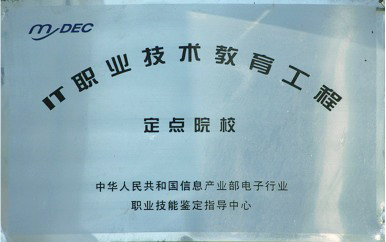 my DEC
IT职业技术教育工程
定点院校
中华人民共和国信息产业部电子行业
职业技能鉴定指导中心